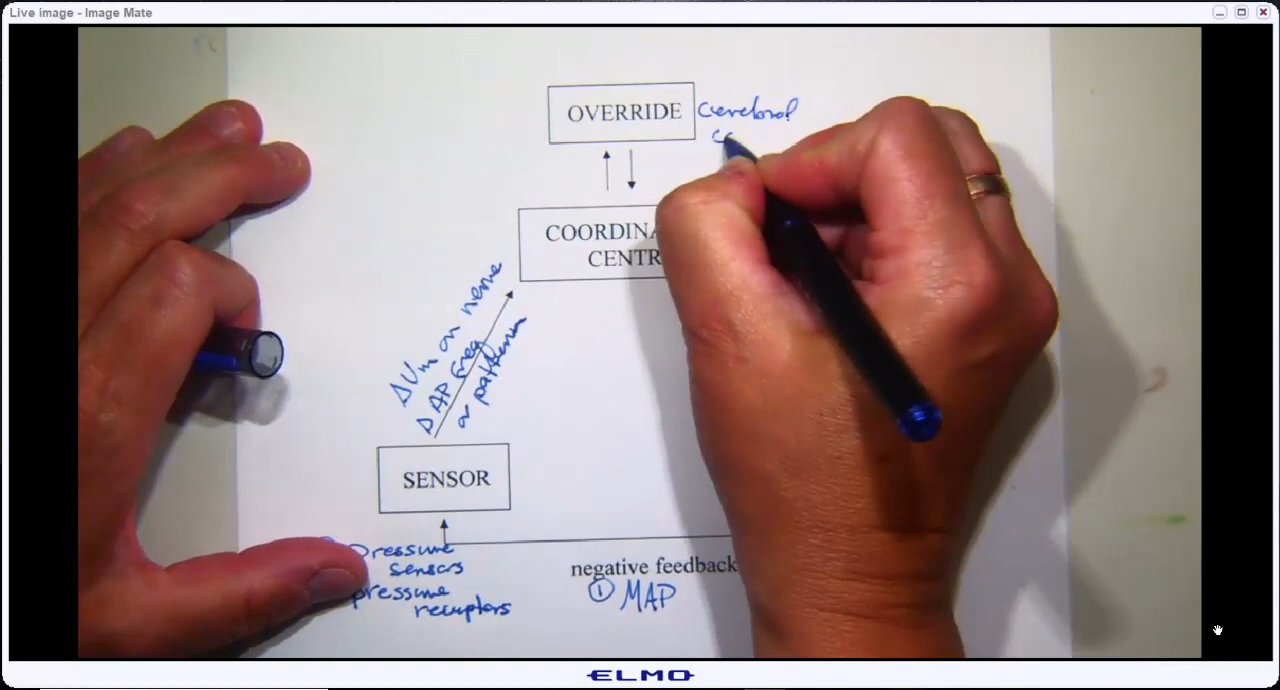 Live image - Image Mate
OVERRIDE
Cerebral
COORDINA
CENTR
ΔVm on nerve
Δ AP freq
or pattern
SENSOR
pressure
sensors
pressure
receptors
negative feedback
① MAP
ELMO